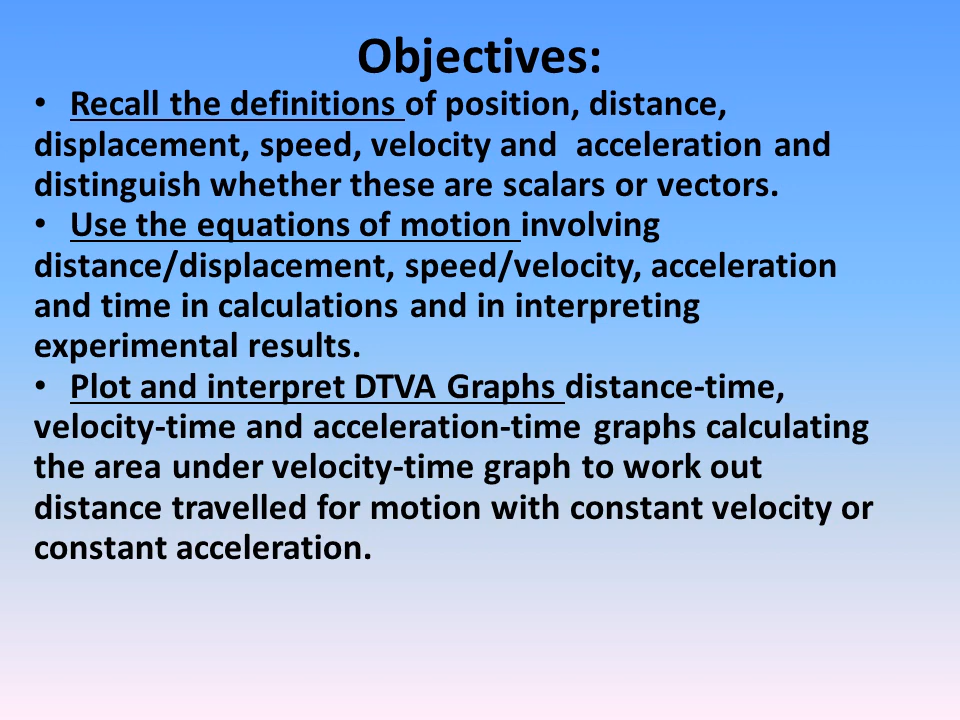 Objectives:
• Recall the definitions of position, distance,
displacement, speed, velocity and  acceleration and
distinguish whether these are scalars or vectors.
• Use the equations of motion involving
distance/displacement, speed/velocity, acceleration
and time in calculations and in interpreting
experimental results.
• Plot and interpret DTVA Graphs distance-time,
velocity-time and acceleration-time graphs calculating
the area under velocity-time graph to work out
distance travelled for motion with constant velocity or
constant acceleration.